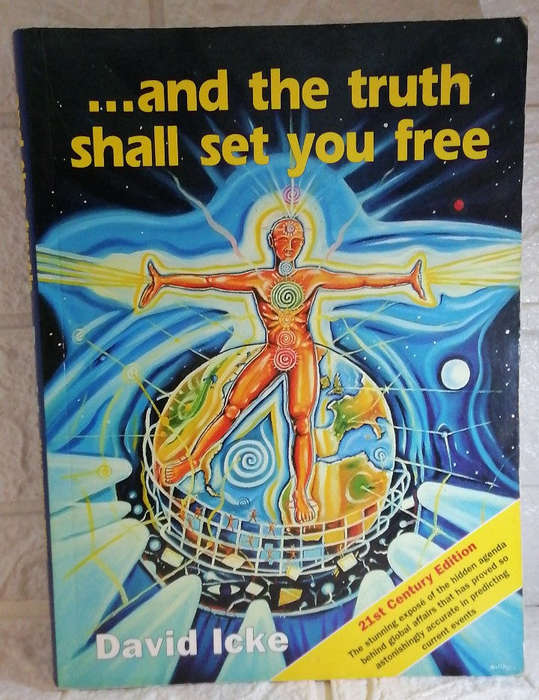 ...and the truth
shall set you free
21st Century Edition
The stunning exposé of the hidden agenda
behind global affairs that has proved so
astonishingly accurate in predicting
current events
David Icke